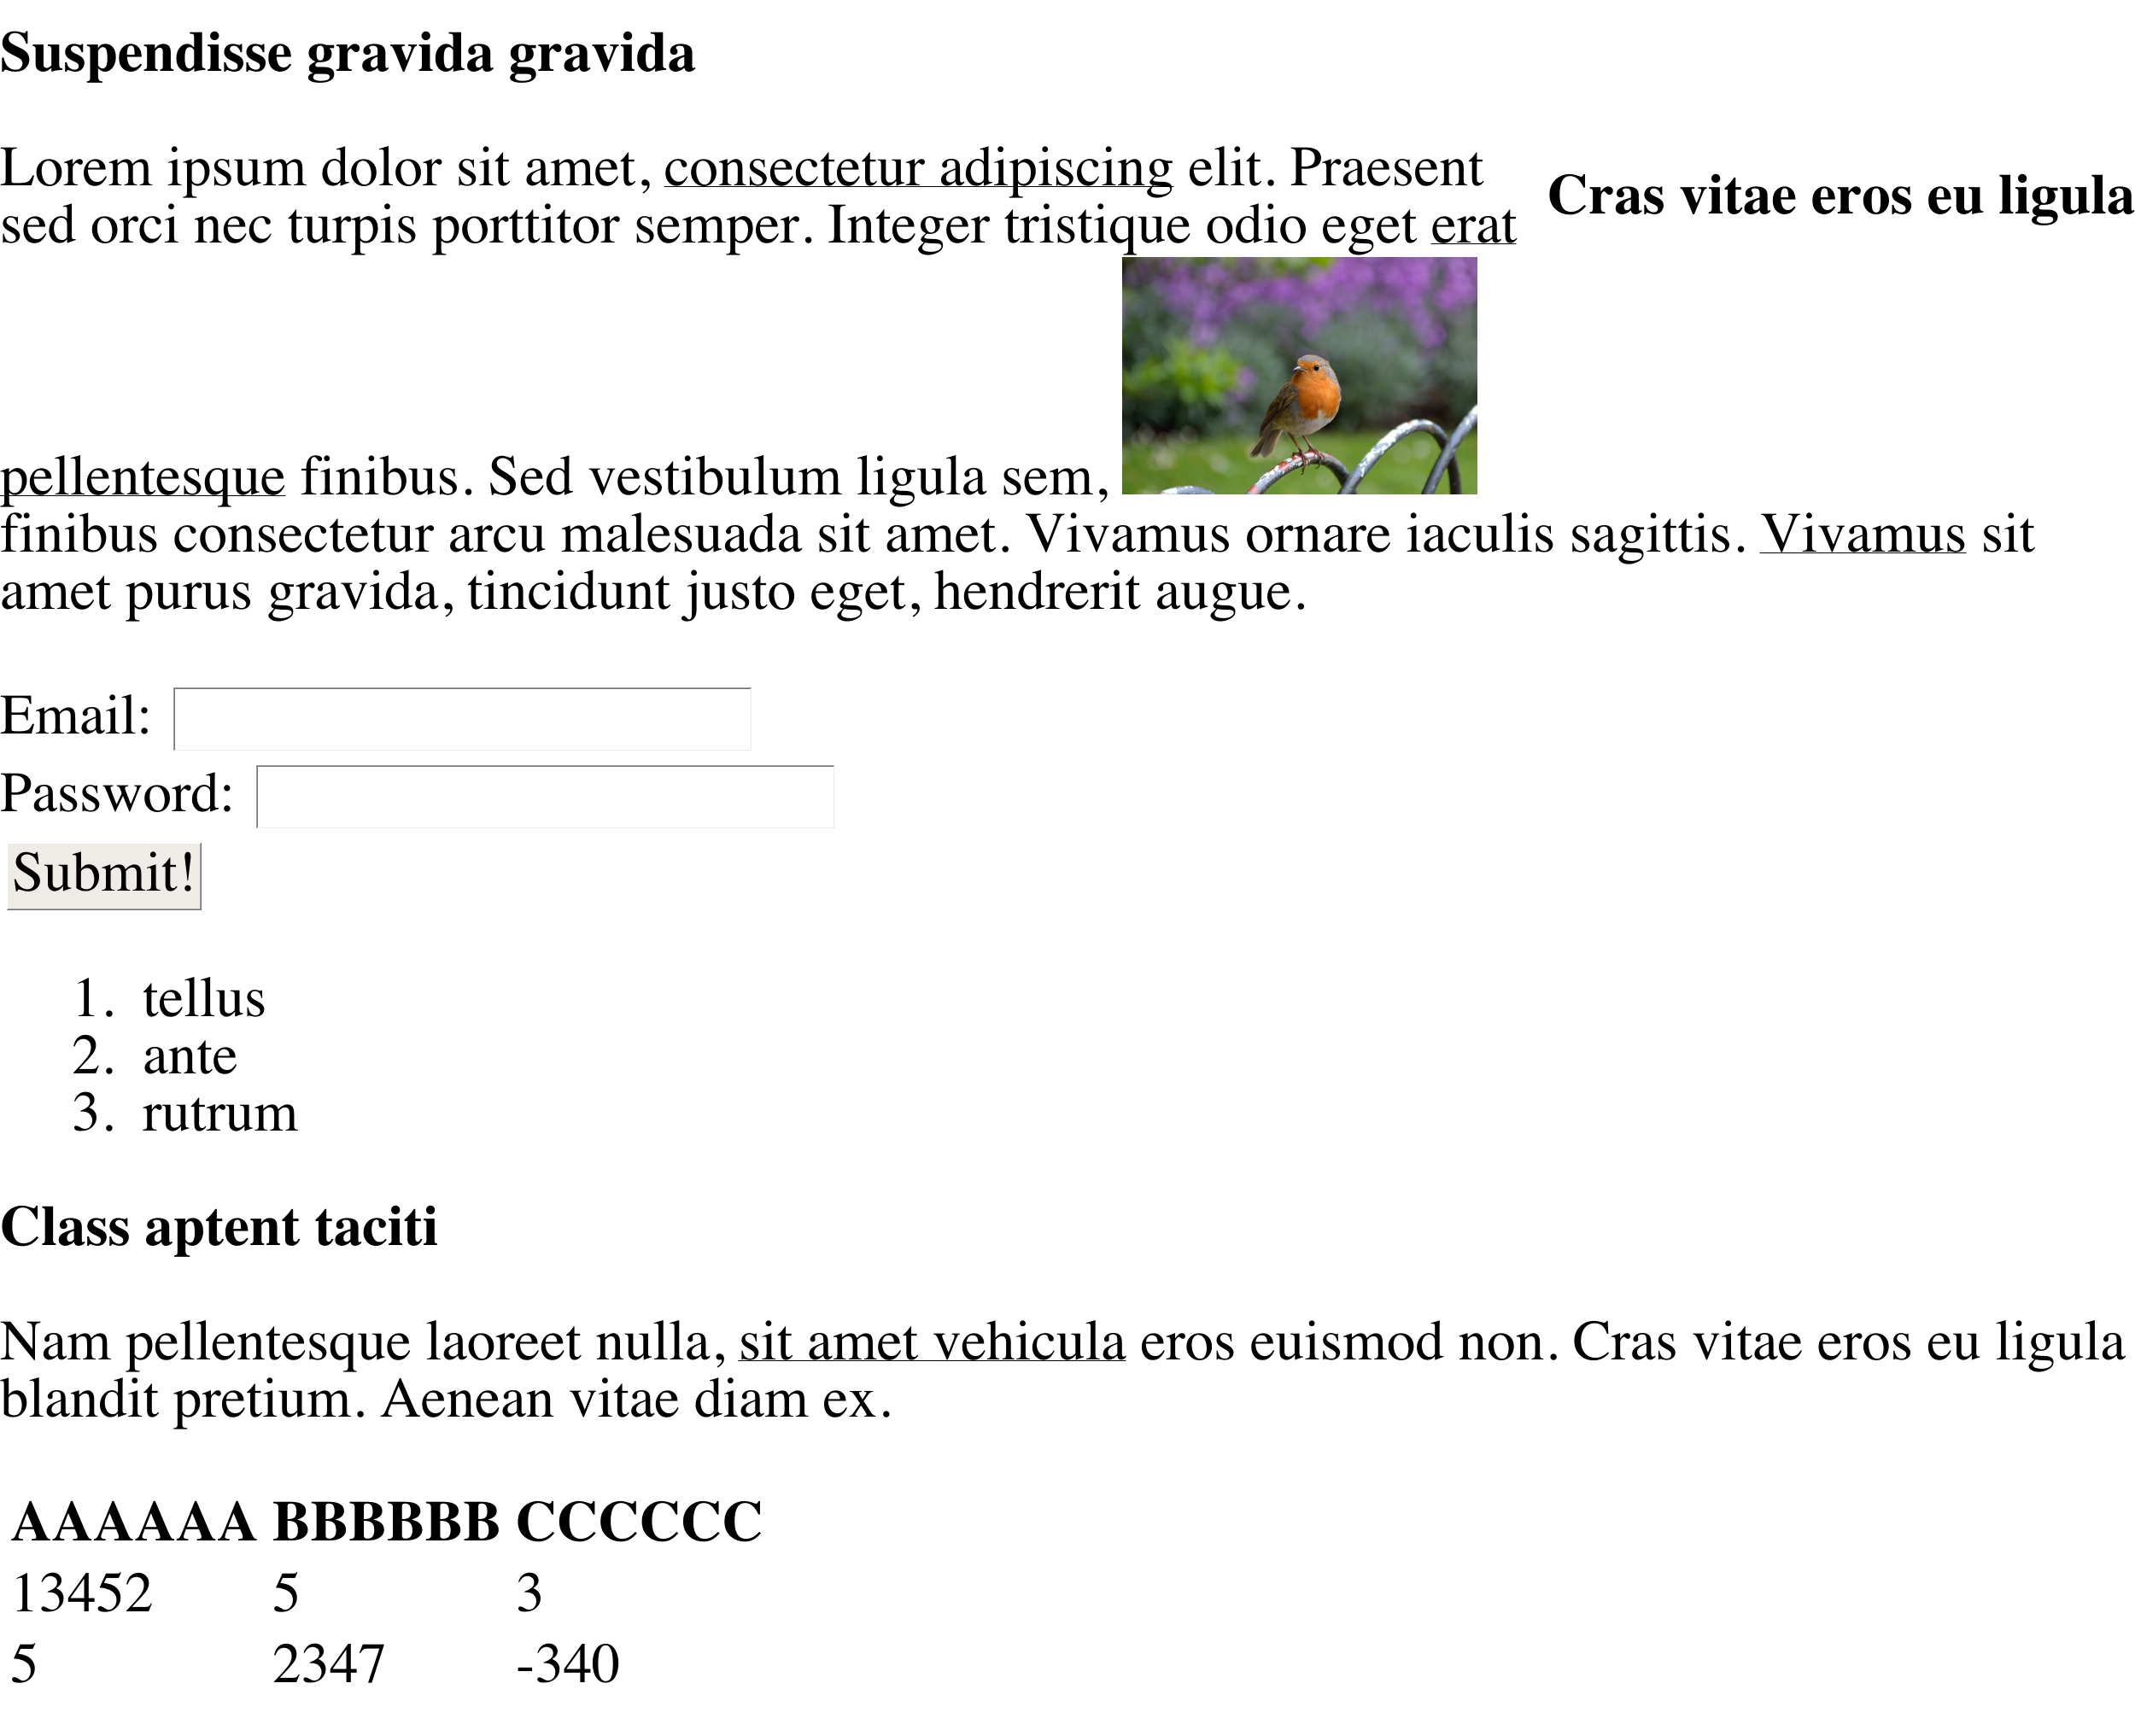 Suspendisse gravida gravida
Lorem ipsum dolor sit amet, consectetur adipiscing elit. Praesent
sed orci nec turpis porttitor semper. Integer tristique odio eget erat
Cras vitae eros eu ligula
pellentesque finibus. Sed vestibulum ligula sem,
finibus consectetur arcu malesuada sit amet. Vivamus ornare iaculis sagittis. Vivamus sit
amet purus gravida, tincidunt justo eget, hendrerit augue.
Email:
Password:
Submit!
1. tellus
2. ante
3. rutrum
Class aptent taciti
Nam pellentesque laoreet nulla, sit amet vehicula eros euismod non. Cras vitae eros eu ligula
blandit pretium. Aenean vitae diam ex.
AAAAAA BBBBBB CCCCCC
13452 5 3
5 2347 -340